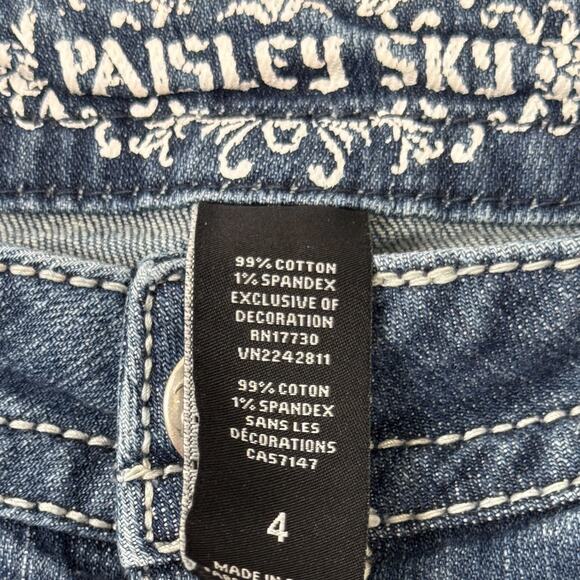 PAISLEY SKY
99% COTTON
1% SPANDEX
EXCLUSIVE OF
DECORATION
RN17730
VN2242811
99% COTON
1% SPANDEX
SANS LES
DÉCORATIONS
CA57147
4
MADE IN